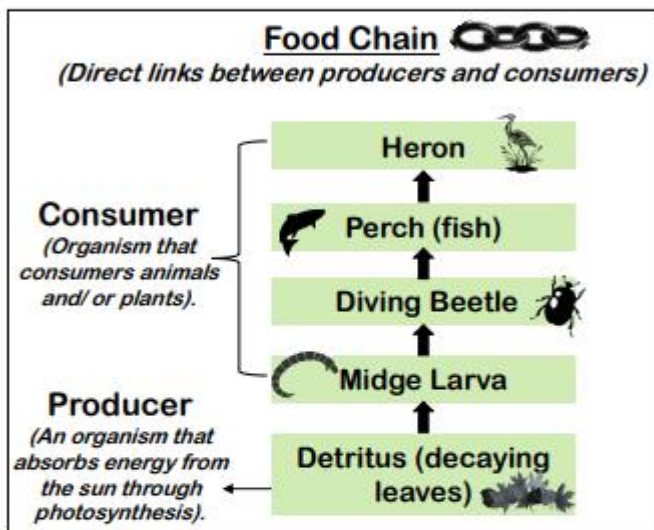 Food Chain
(Direct links between producers and consumers)
Heron
Perch (fish)
Diving Beetle
Midge Larva
Detritus (decaying
leaves)
Consumer
(Organism that
consumers animals
and/ or plants).
Producer
(An organism that
absorbs energy from
the sun through
photosynthesis).